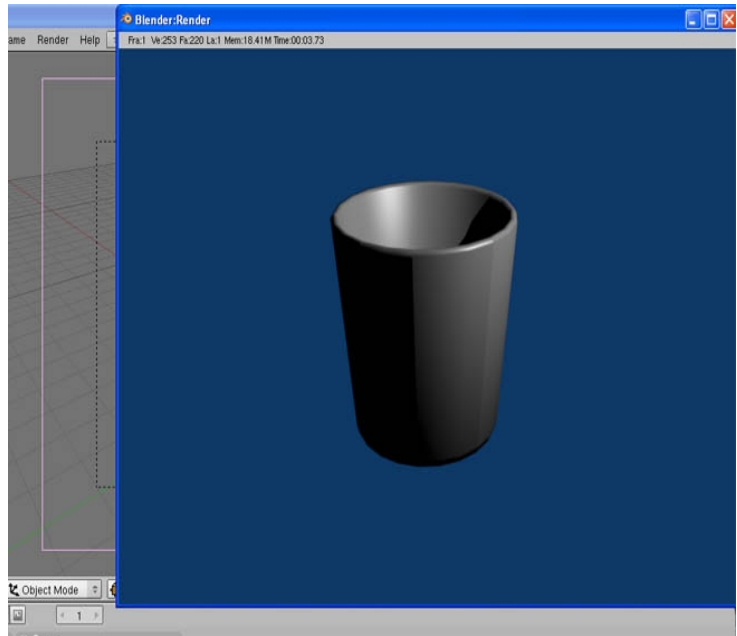 Blender:Render
ame Render Help
Fra:1 Ve:253 Fa:220 La:1 Mem:18.41M Time:00:03.73
Object Mode
1